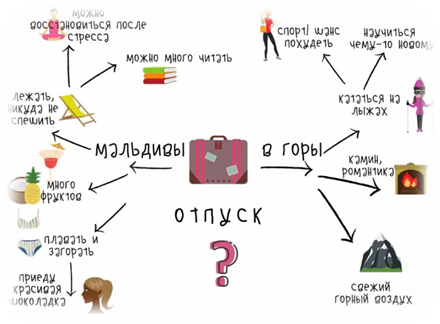 можно
восстановиться после
стресса
можно много читать
лежать,
никуда не
спешить
мальдивы
много
фруктов
плавать и
загорать
приеду
красивая
шоколадка
отпуск
?
в горы
спорт/ шанс
похудеть
научиться
чему-то новому
кататься на
лыжах
камин,
романтика
свежий
горный воздух